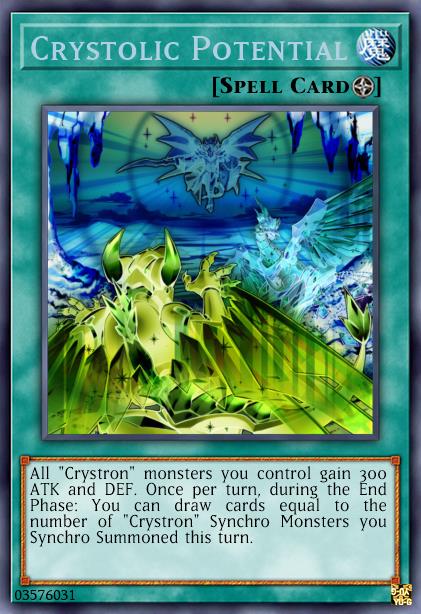 Crystolic Potential
魔
[Spell Card]
All "Crystron" monsters you control gain 300
ATK and DEF. Once per turn, during the End
Phase: You can draw cards equal to the
number of "Crystron" Synchro Monsters you
Synchro Summoned this turn.
03576031